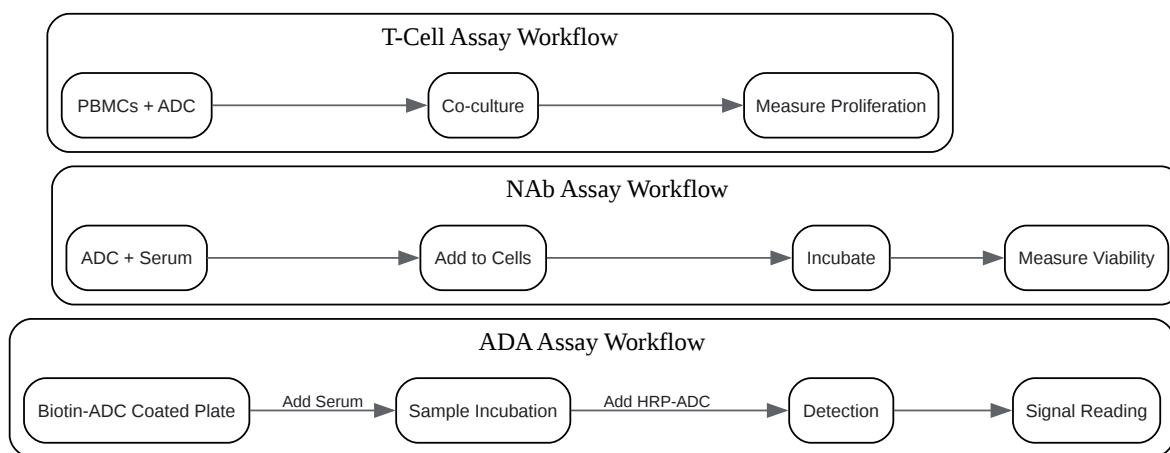 T-Cell Assay Workflow
PBMCs + ADC
Co-culture
Measure Proliferation
NAb Assay Workflow
ADC + Serum
Add to Cells
Incubate
Measure Viability
ADA Assay Workflow
Biotin-ADC Coated Plate
Add Serum
Sample Incubation
Add HRP-ADC
Detection
Signal Reading